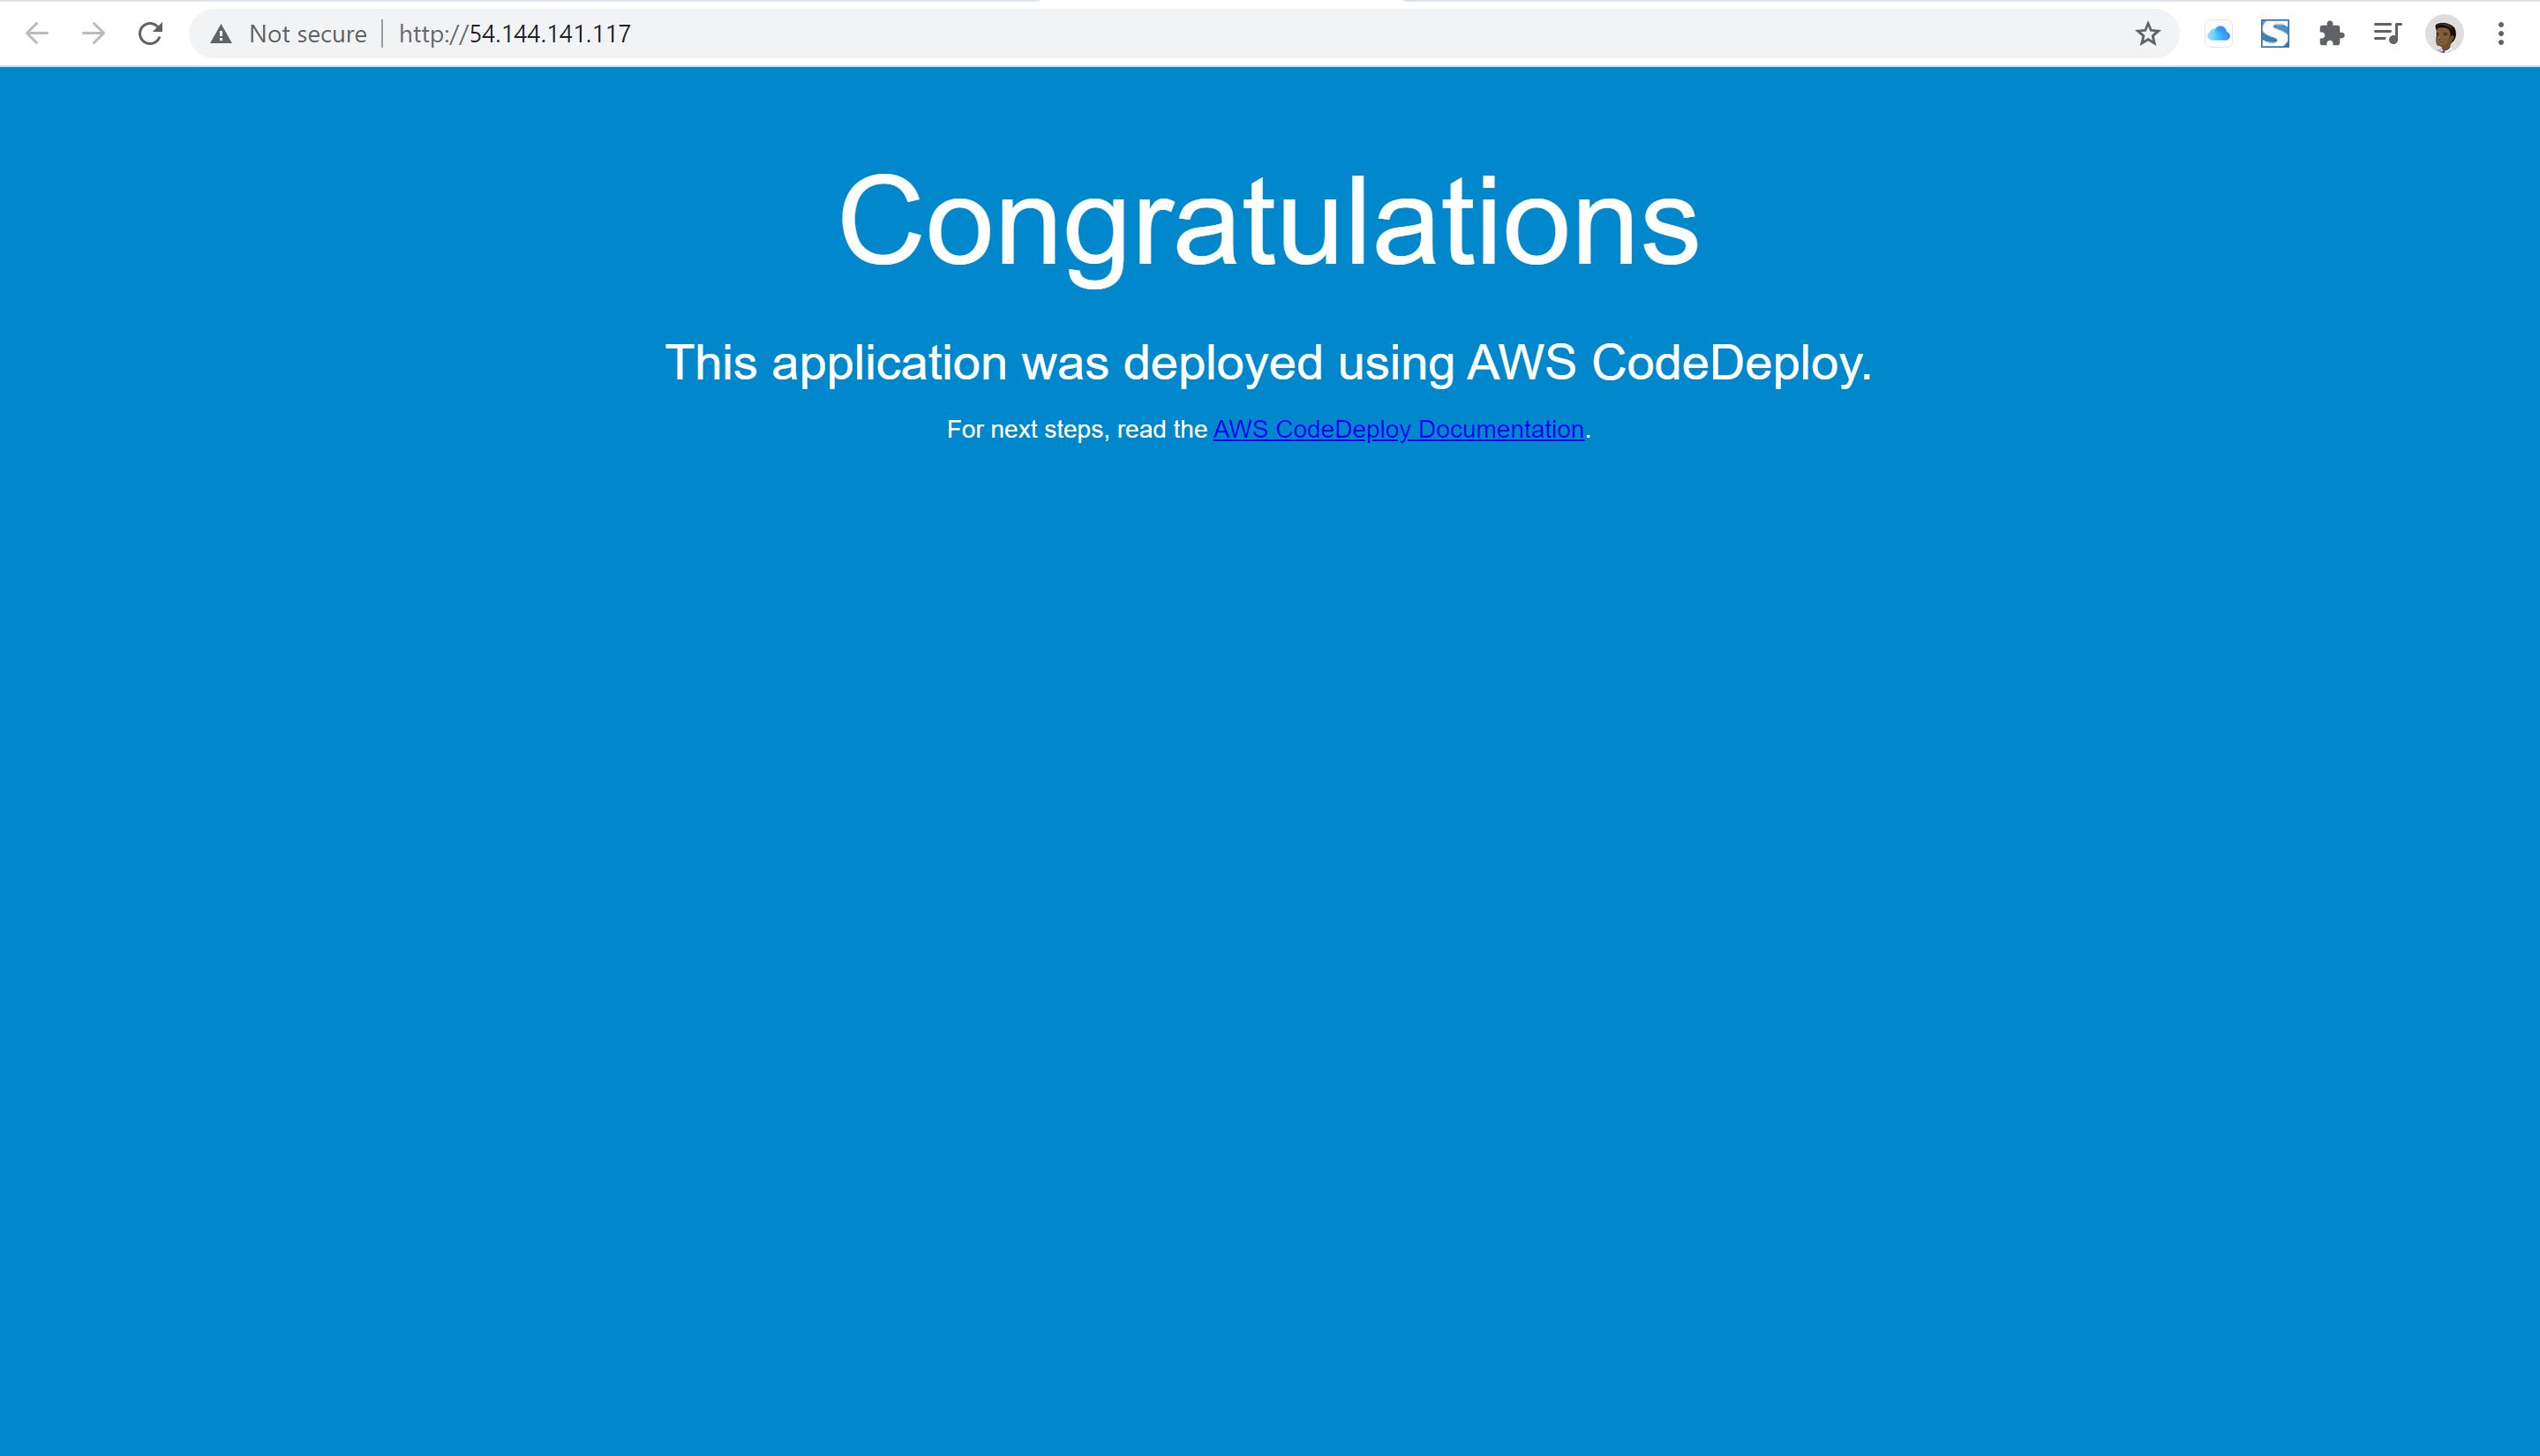 Not secure http://54.144.141.117
Congratulations
This application was deployed using AWS CodeDeploy.
For next steps, read the AWS CodeDeploy Documentation.